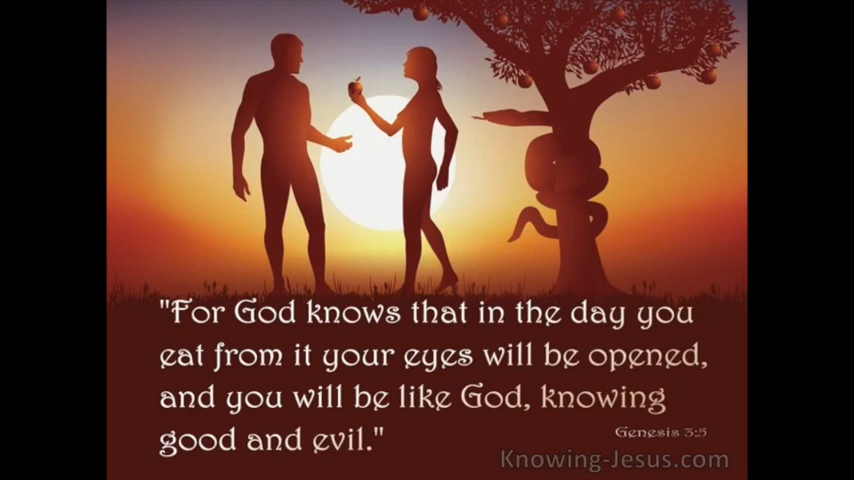 "For God knows that in the day you
eat from it your eyes will be opened,
and you will be like God, knowing
good and evil."
Genesis 3:5
Knowing-Jesus.com